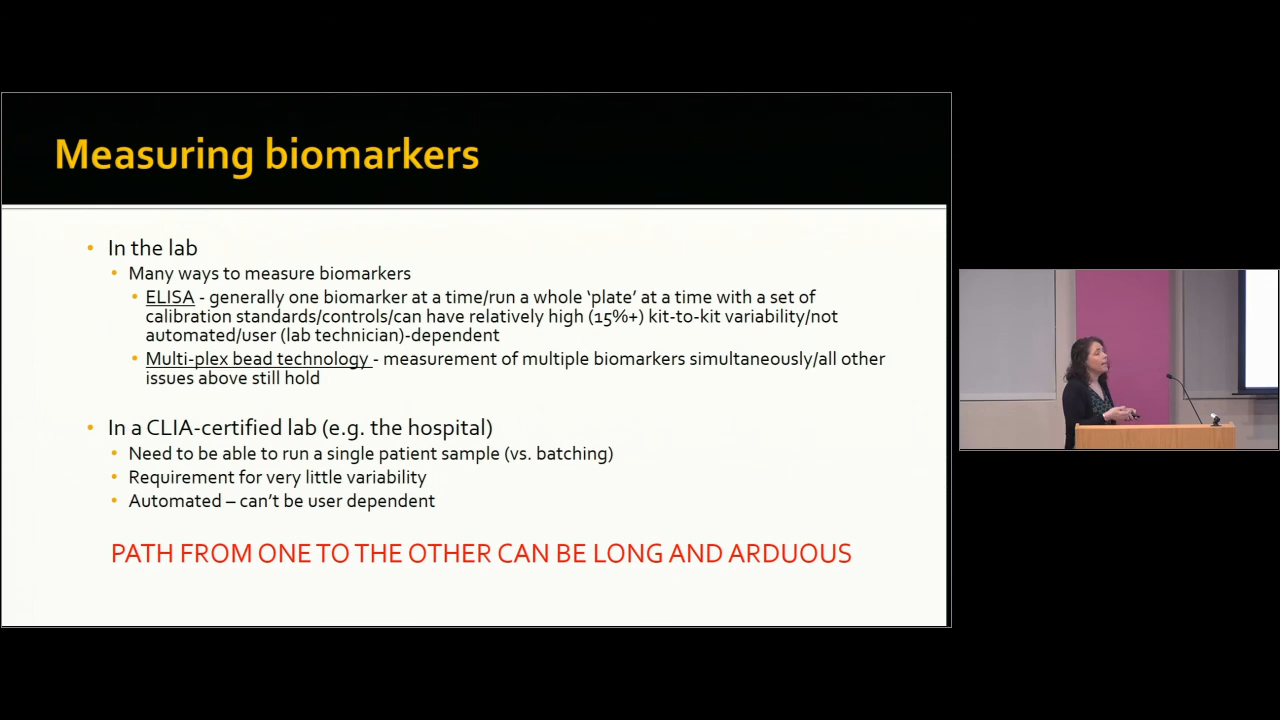 Measuring biomarkers
• In the lab
• Many ways to measure biomarkers
• ELISA - generally one biomarker at a time/run a whole ‘plate’ at a time with a set of
calibration standards/controls/can have relatively high (15%+) kit-to-kit variability/not
automated/user (lab technician)-dependent
• Multi-plex bead technology - measurement of multiple biomarkers simultaneously/all other
issues above still hold
• In a CLIA-certified lab (e.g. the hospital)
• Need to be able to run a single patient sample (vs. batching)
• Requirement for very little variability
• Automated – can’t be user dependent
PATH FROM ONE TO THE OTHER CAN BE LONG AND ARDUOUS